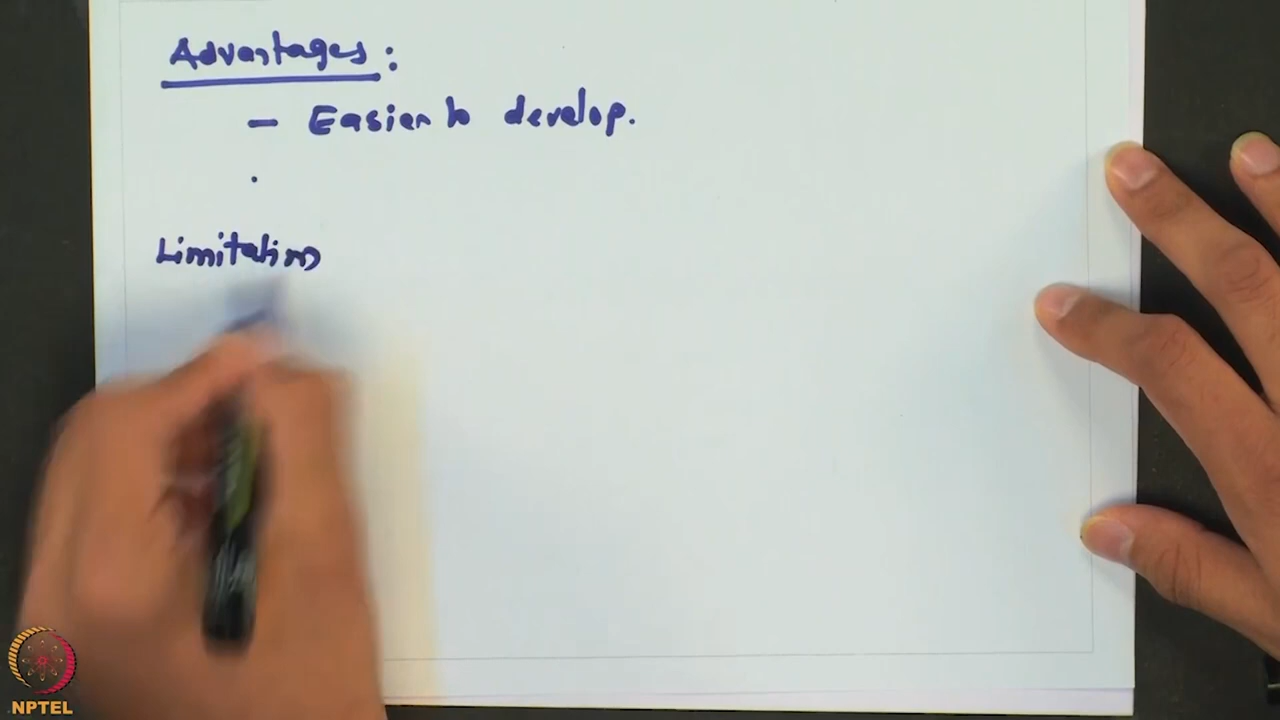 Advantages:
- Easier to develop.
.
Limitations
NPTEL